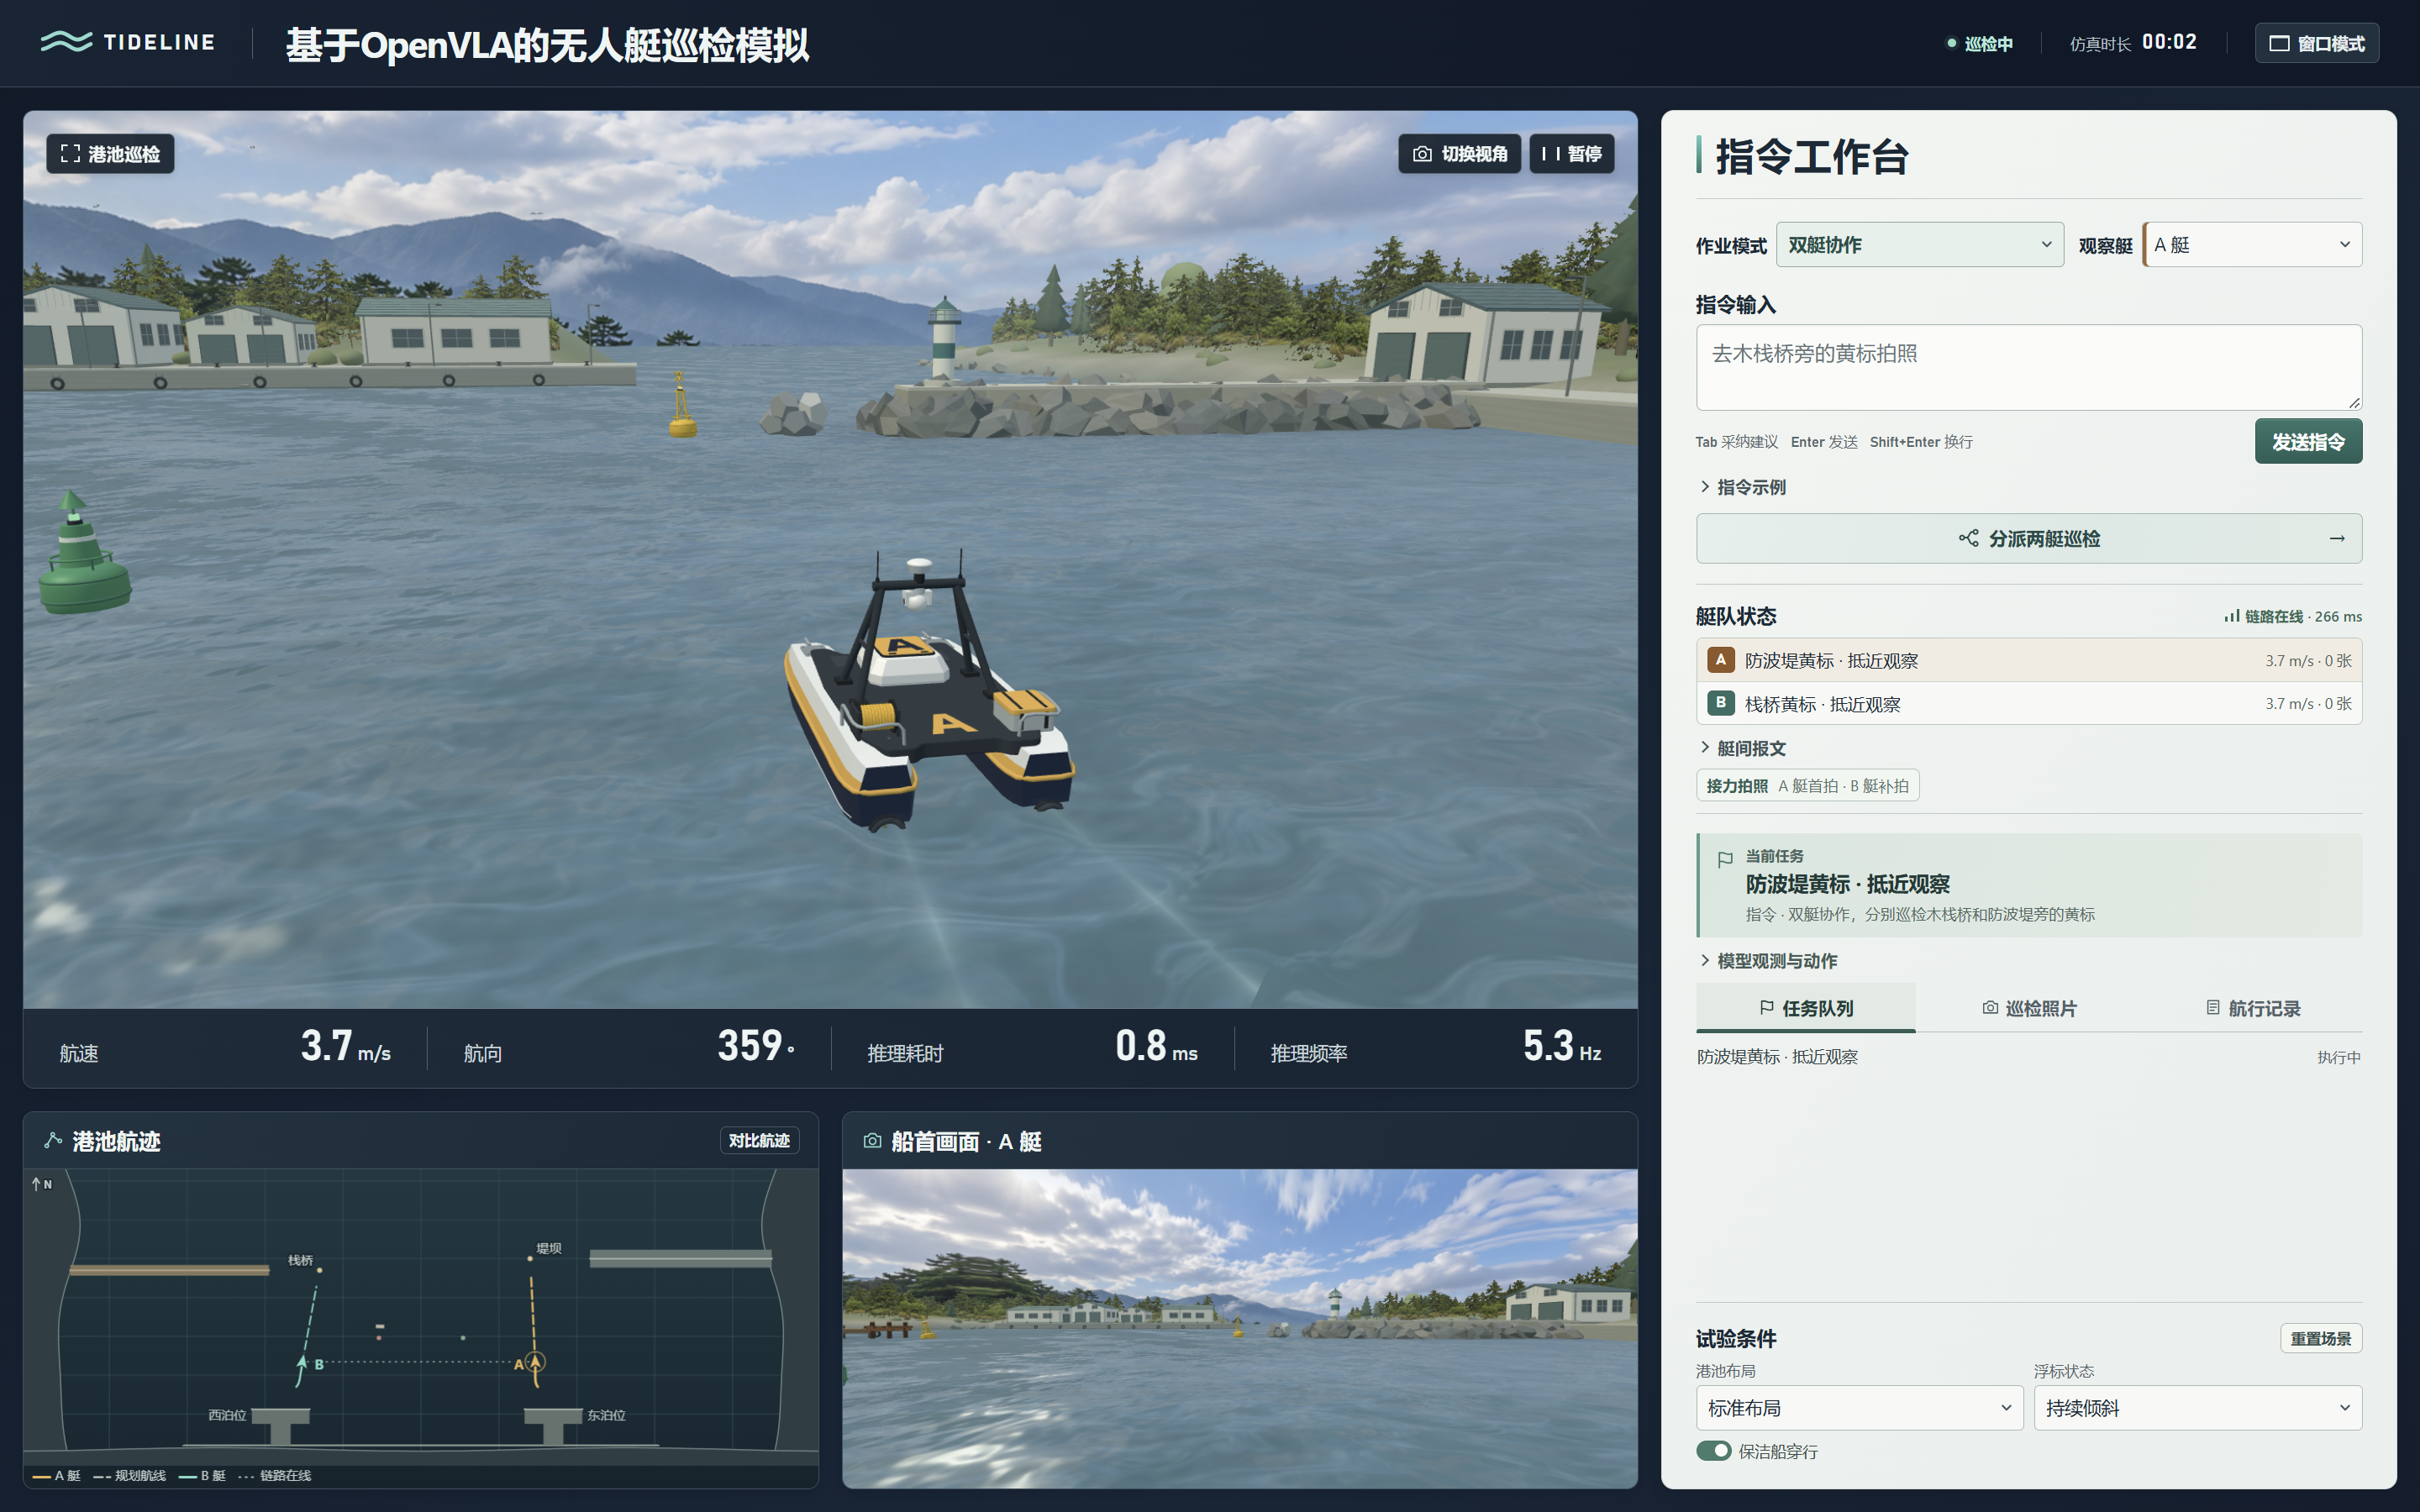 TIDELINE
基于OpenVLA的无人艇巡检模拟
巡检中
仿真时长 00:02
窗口模式
港池巡检
切换视角
暂停
A
A
航速 3.7 m/s
航向 359°
推理耗时 0.8 ms
推理频率 5.3 Hz
港池航迹
对比航迹
N
栈桥
堤坝
B
A
西泊位
东泊位
A 艇
规划航线
B 艇
链路在线
船首画面 · A 艇
指令工作台
作业模式 双艇协作
观察艇 A 艇
指令输入
去木栈桥旁的黄标拍照
Tab 采纳建议 Enter 发送 Shift+Enter 换行
发送指令
指令示例
分派两艇巡检 →
艇队状态
链路在线 · 266 ms
A 防波堤黄标 · 抵近观察 3.7 m/s · 0 张
B 栈桥黄标 · 抵近观察 3.7 m/s · 0 张
艇间报文
接力拍照 A 艇首拍 · B 艇补拍
当前任务
防波堤黄标 · 抵近观察
指令 · 双艇协作，分别巡检木栈桥和防波堤旁的黄标
模型观测与动作
任务队列
巡检照片
航行记录
防波堤黄标 · 抵近观察 执行中
试验条件
重置场景
港池布局
浮标状态
标准布局
持续倾斜
保洁船穿行